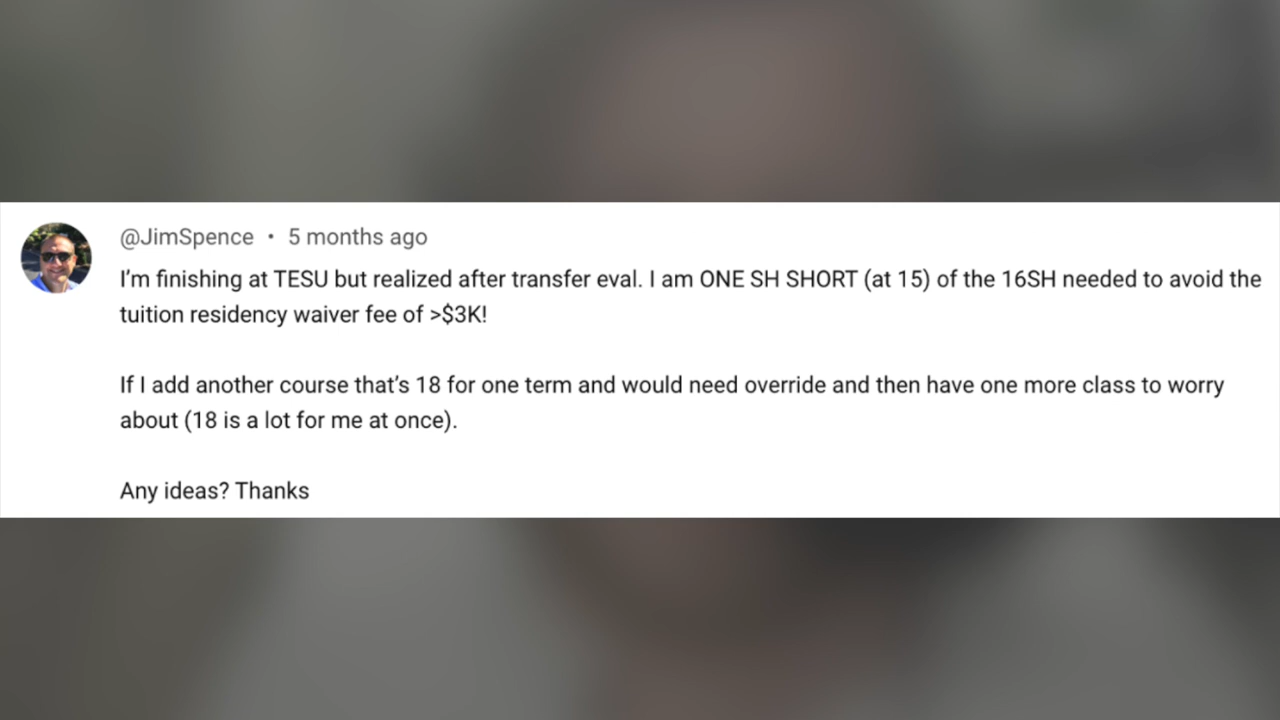 @JimSpence • 5 months ago
I’m finishing at TESU but realized after transfer eval. I am ONE SH SHORT (at 15) of the 16SH needed to avoid the
tuition residency waiver fee of >$3K!
If I add another course that’s 18 for one term and would need override and then have one more class to worry
about (18 is a lot for me at once).
Any ideas? Thanks